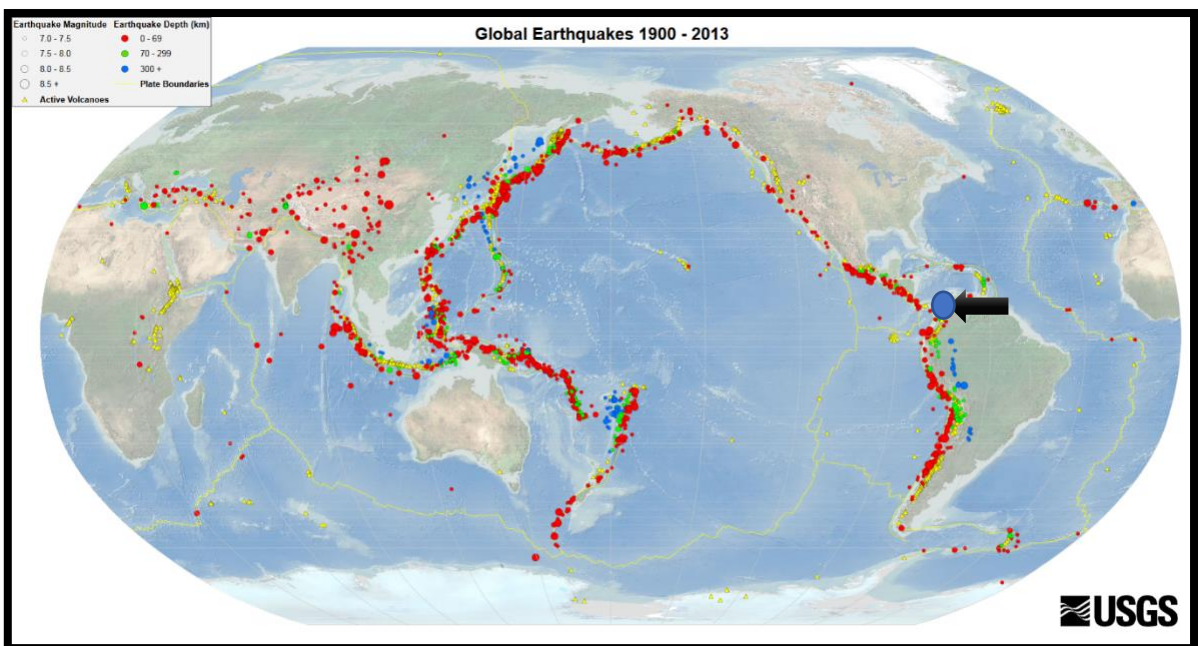 Global Earthquakes 1900 - 2013
Earthquake Magnitude Earthquake Depth (km)
7.0 - 7.5 0 - 69
7.5 - 8.0 70 - 299
8.0 - 8.5 300 +
8.5 + Plate Boundaries
Active Volcanoes
USGS